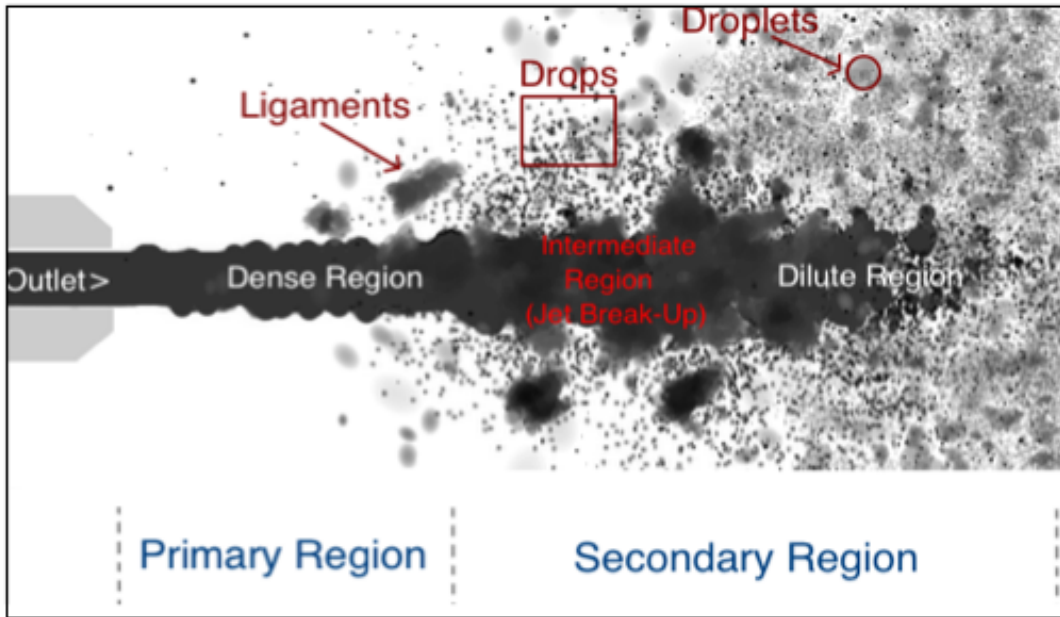 Droplets
Drops
Ligaments
Outlet >
Dense Region
Intermediate
Region
(Jet Break-Up)
Dilute Region
Primary Region
Secondary Region